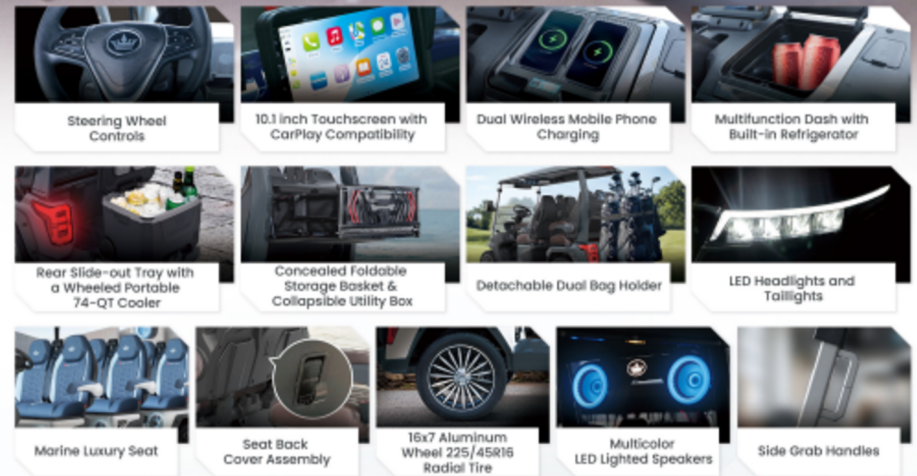 Steering Wheel
Controls
10.1 inch Touchscreen with
CarPlay Compatibility
Dual Wireless Mobile Phone
Charging
Multifunction Dash with
Built-in Refrigerator
Rear Slide-out Tray with
a Wheeled Portable
74-QT Cooler
Concealed Foldable
Storage Basket &
Collapsible Utility Box
Detachable Dual Bag Holder
LED Headlights and
Taillights
Marine Luxury Seat
Seat Back
Cover Assembly
16x7 Aluminum
Wheel 225/45R16
Radial Tire
Multicolor
LED Lighted Speakers
Side Grab Handles